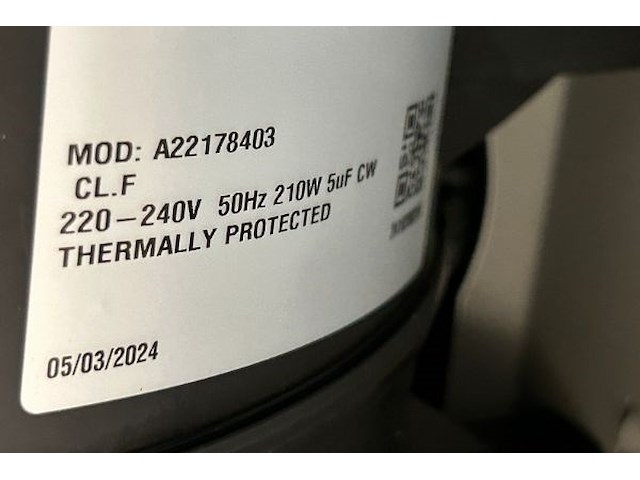 MOD: A22178403
CL.F
220-240V 50Hz 210W 5uF CW
THERMALLY PROTECTED
05/03/2024